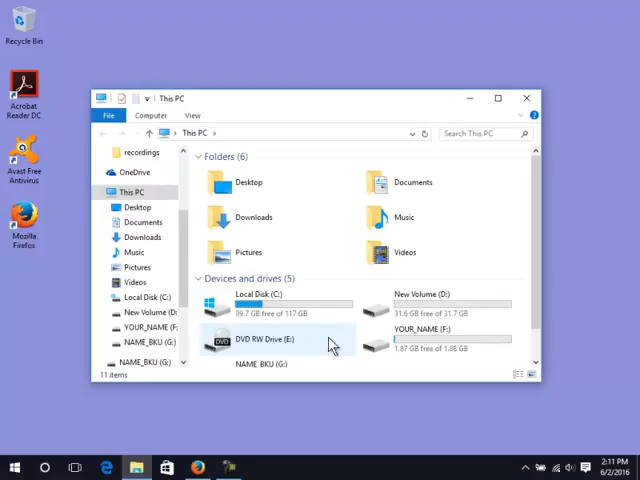 Recycle Bin
Acrobat
Reader DC
Avast Free
Antivirus
Mozilla
Firefox
This PC
File
Computer
View
This PC
Search This PC
recordings
OneDrive
This PC
Desktop
Documents
Downloads
Music
Pictures
Videos
Local Disk (C:)
New Volume (D:)
YOUR_NAME (F:
NAME_BKU (G:)
NAME_BKU (G:)
Folders (6)
Desktop
Documents
Downloads
Music
Pictures
Videos
Devices and drives (5)
Local Disk (C:)
89.7 GB free of 117 GB
New Volume (D:)
31.6 GB free of 31.7 GB
DVD
DVD RW Drive (E:)
YOUR_NAME (F:)
1.87 GB free of 1.88 GB
NAME_BKU (G:)
11 items
2:11 PM
6/2/2016